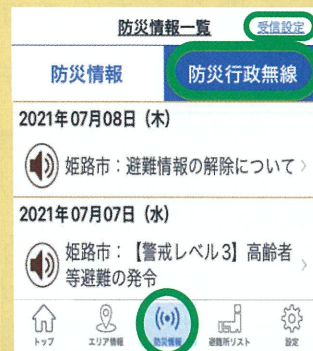 防災情報一覧 受信設定
防災情報 防災行政無線
2021年07月08日（木）
姫路市：避難情報の解除について
2021年07月07日（水）
姫路市：【警戒レベル3】高齢者
等避難の発令
トップ エリア情報 防災情報 避難所リスト 設定